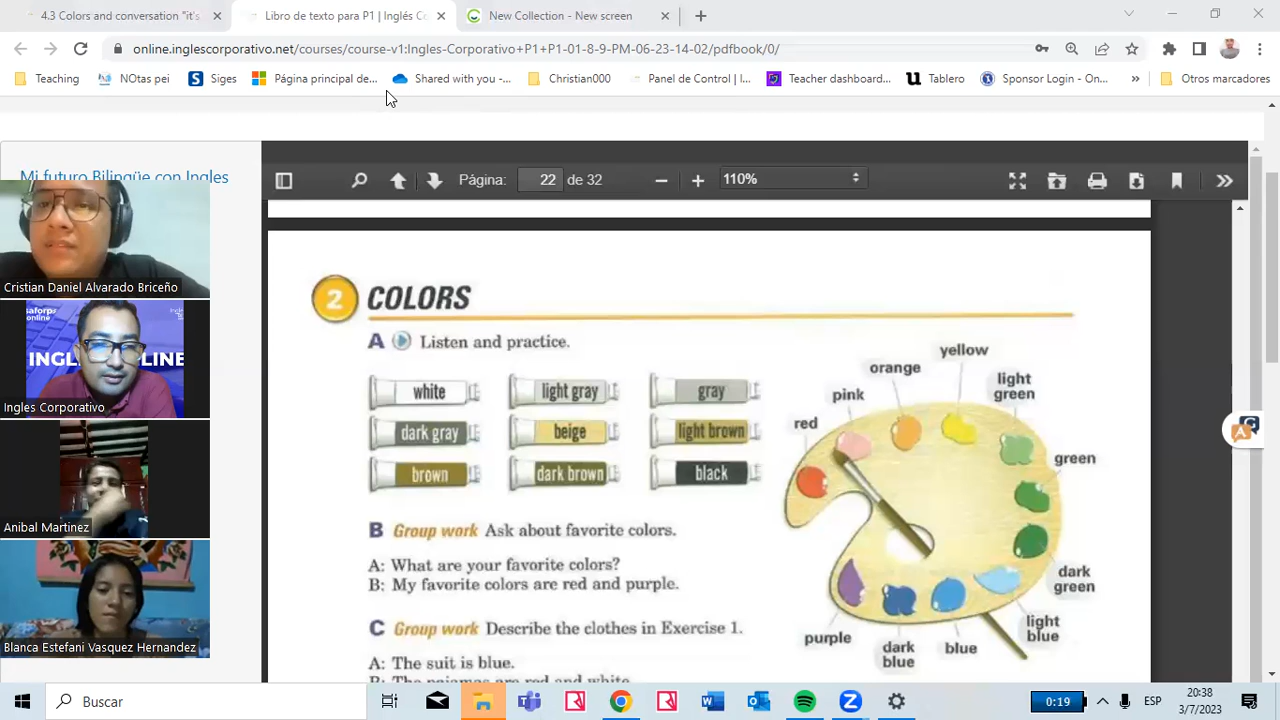 4.3 Colors and conversation "it's
Libro de texto para P1 | Inglés Co
New Collection - New screen
online.inglescorporativo.net/courses/course-v1:Ingles-Corporativo+P1+P1-01-8-9-PM-06-23-14-02/pdfbook/0/
Teaching
NOtas pei
Siges
Página principal de...
Shared with you -...
Christian000
Panel de Control | I...
Teacher dashboard...
Tablero
Sponsor Login - On...
»
Otros marcadores
Mi futuro Bilingüe con Ingles
Página: 22 de 32
110%
Cristian Daniel Alvarado Briceño
INGL LINE
Ingles Corporativo
Anibal Martinez
Blanca Estefani Vasquez Hernandez
2 COLORS
A Listen and practice.
white light gray gray
dark gray beige light brown
brown dark brown black
red
pink
orange
yellow
light
green
green
dark
green
light
blue
blue
dark
blue
purple
B Group work Ask about favorite colors.
A: What are your favorite colors?
B: My favorite colors are red and purple.
C Group work Describe the clothes in Exercise 1.
A: The suit is blue.
B: The pajamas are red and white.
Buscar
0:19
ESP
20:38
3/7/2023